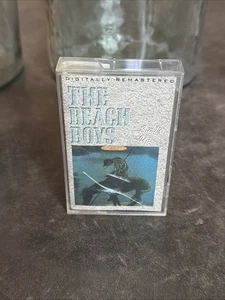 DIGITALLY REMASTERED
THE
BEACH
BOYS